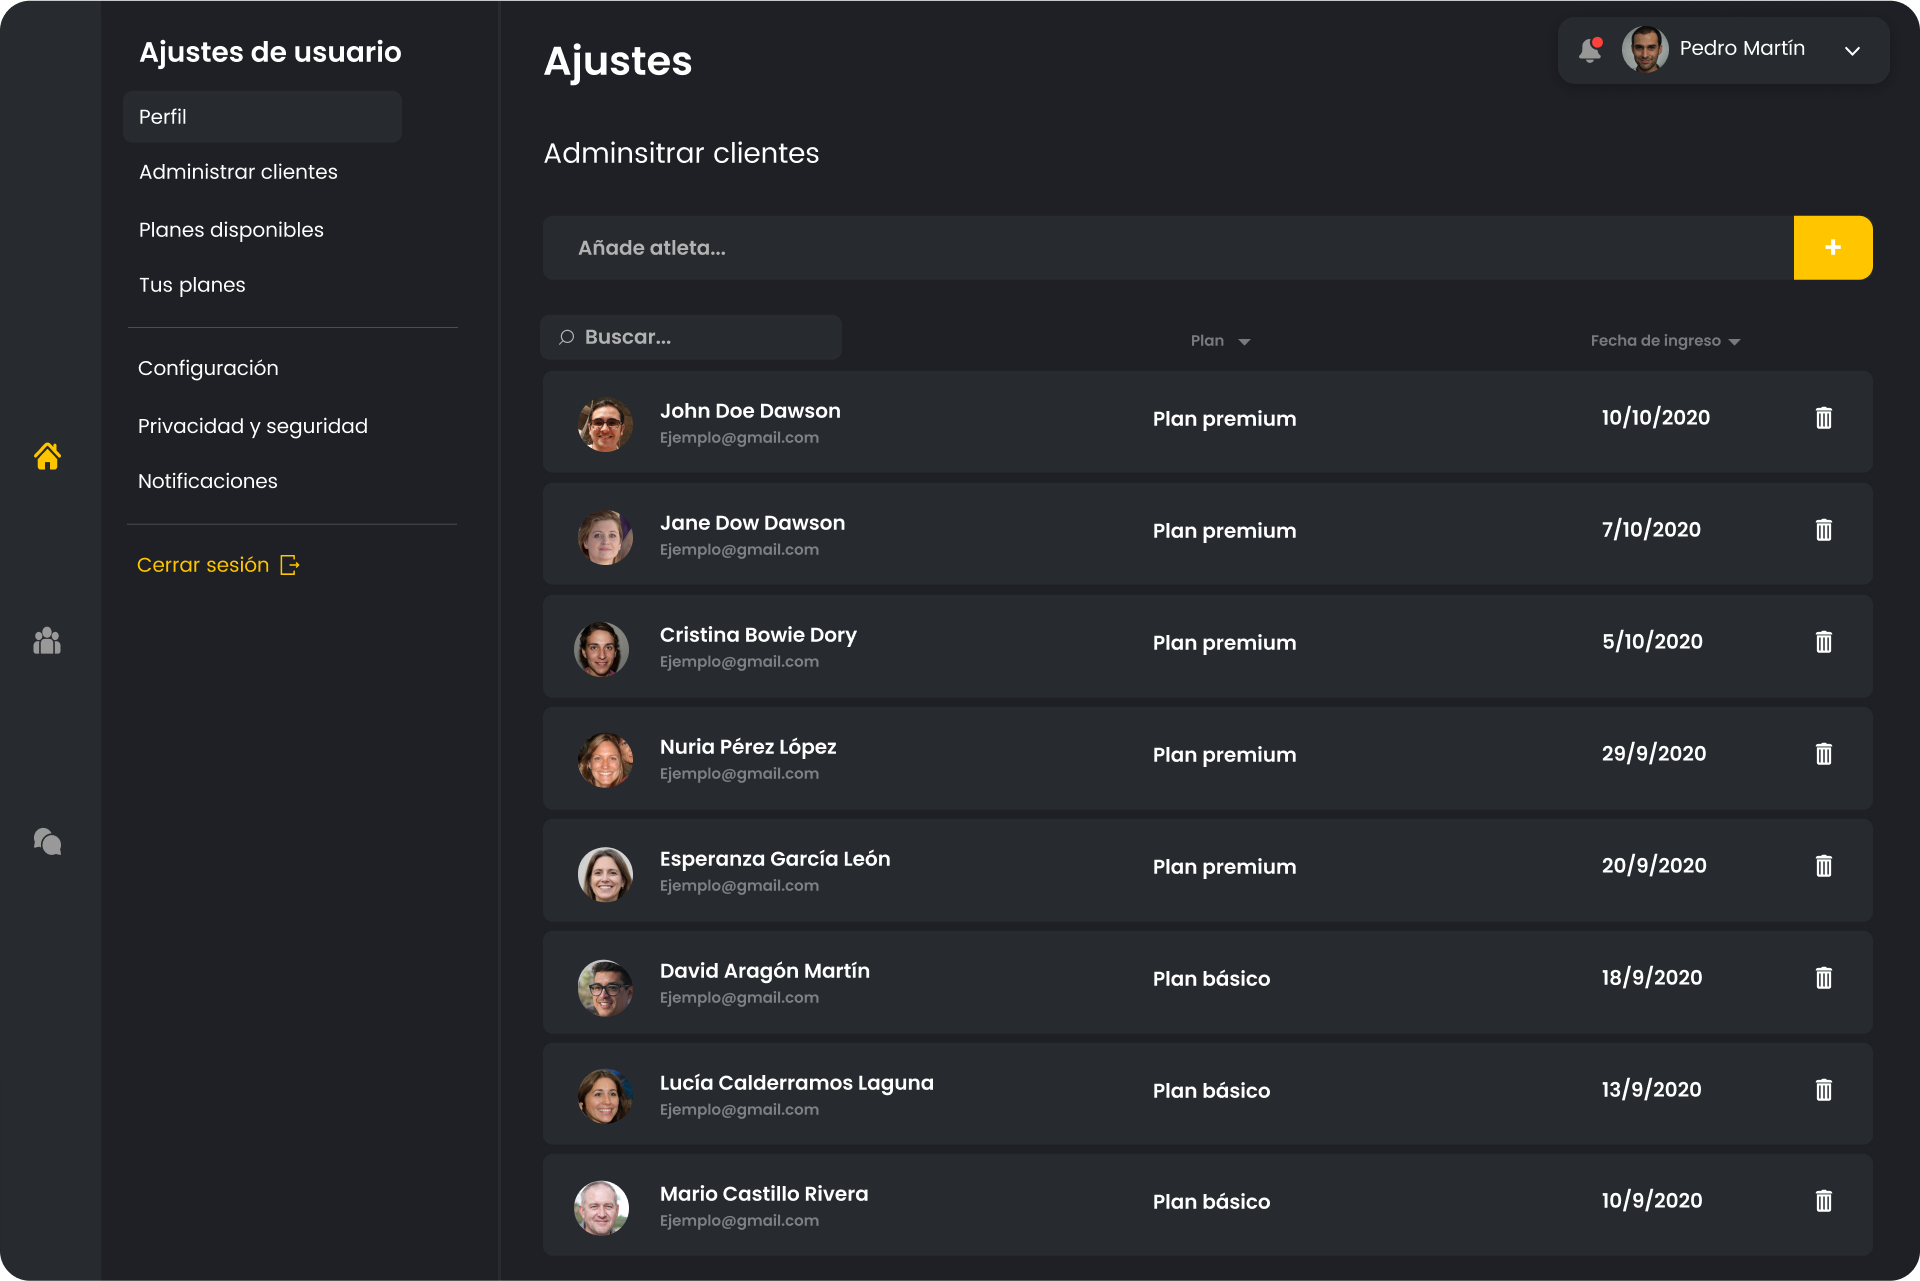 Ajustes de usuario
Perfil
Administrar clientes
Planes disponibles
Tus planes
Configuración
Privacidad y seguridad
Notificaciones
Cerrar sesión
Ajustes
Pedro Martín
Adminsitrar clientes
Añade atleta...
+
Buscar...
Plan
Fecha de ingreso
John Doe Dawson
Ejemplo@gmail.com
Plan premium
10/10/2020
Jane Dow Dawson
Ejemplo@gmail.com
Plan premium
7/10/2020
Cristina Bowie Dory
Ejemplo@gmail.com
Plan premium
5/10/2020
Nuria Pérez López
Ejemplo@gmail.com
Plan premium
29/9/2020
Esperanza García León
Ejemplo@gmail.com
Plan premium
20/9/2020
David Aragón Martín
Ejemplo@gmail.com
Plan básico
18/9/2020
Lucía Calderramos Laguna
Ejemplo@gmail.com
Plan básico
13/9/2020
Mario Castillo Rivera
Ejemplo@gmail.com
Plan básico
10/9/2020